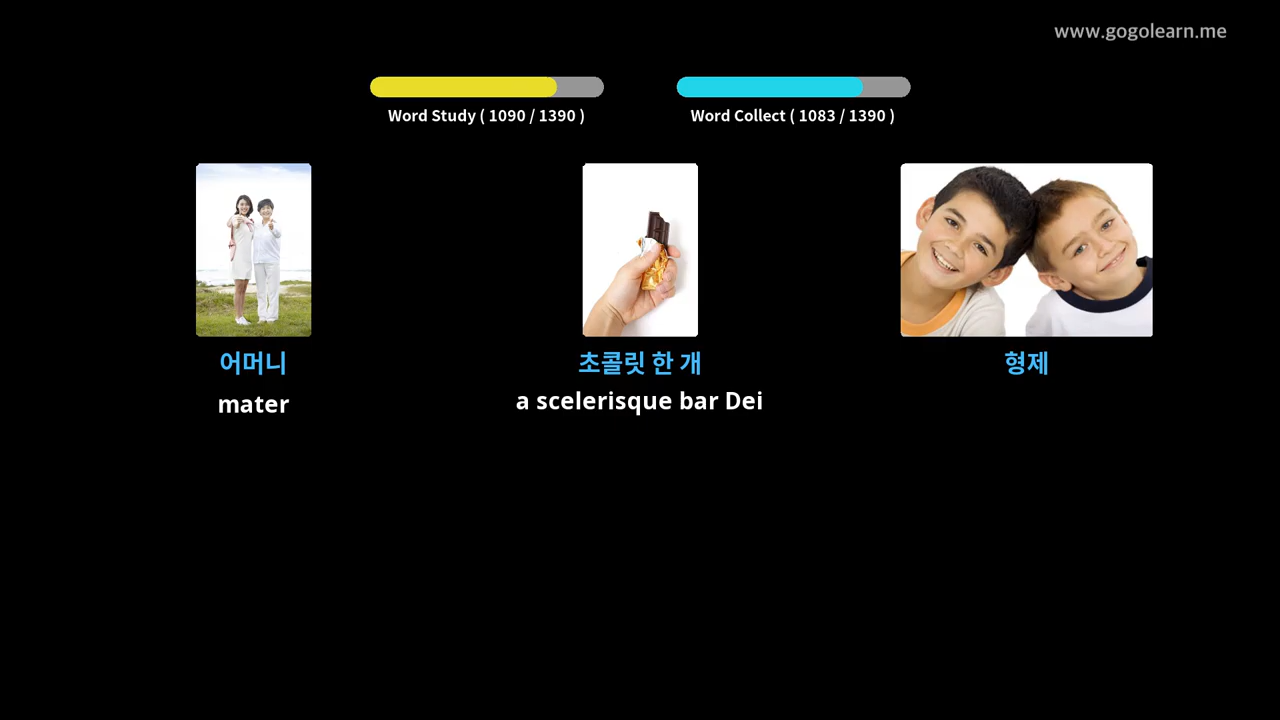 www.gogolearn.me
Word Study ( 1090 / 1390 )
Word Collect ( 1083 / 1390 )
어머니
초콜릿 한 개
형제
mater
a scelerisque bar Dei